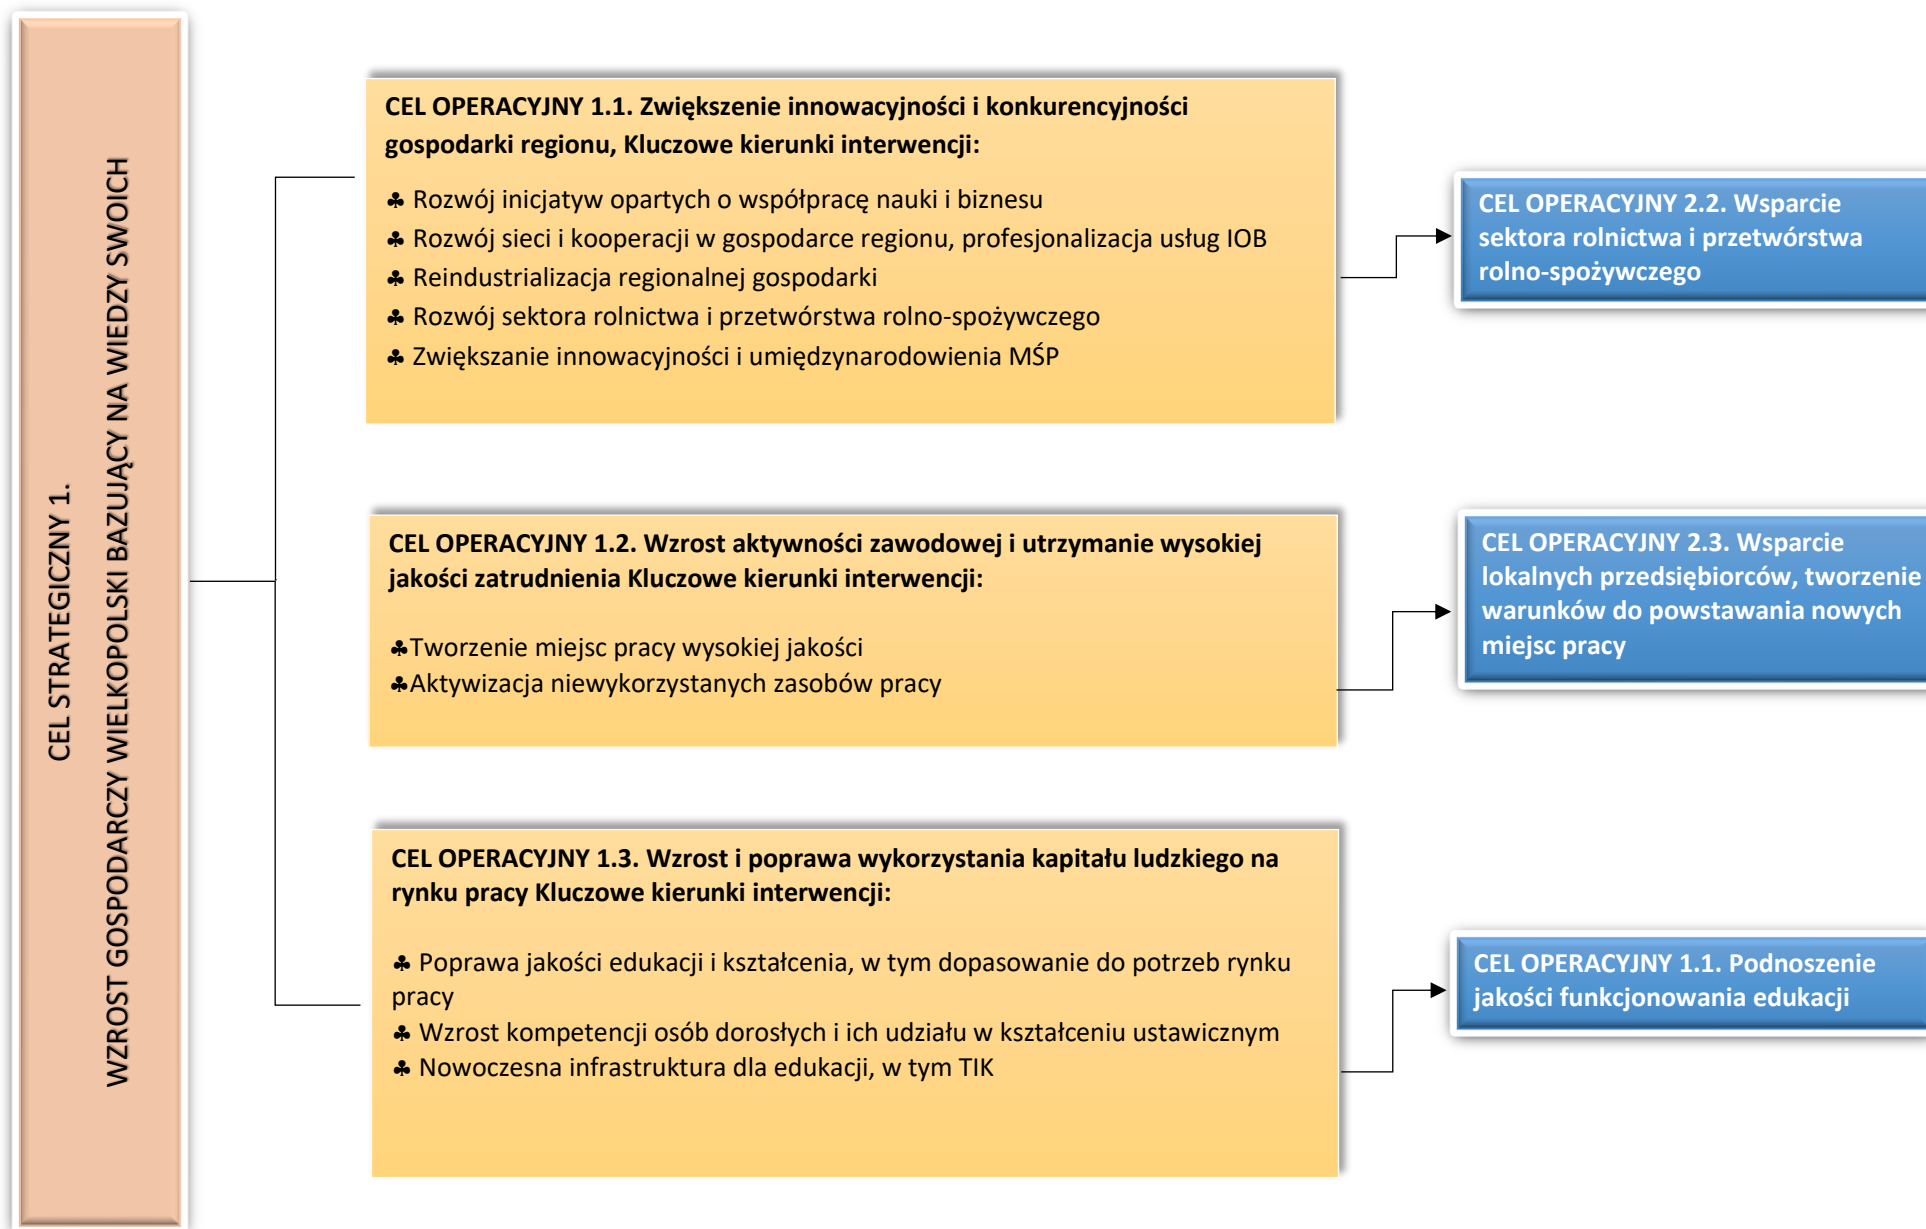 CEL STRATEGICZNY 1.
WZROST GOSPODARCZY WIELKOPOLSKI BAZUJĄCY NA WIEDZY SWOICH
CEL OPERACYJNY 1.1. Zwiększenie innowacyjności i konkurencyjności
gospodarki regionu, Kluczowe kierunki interwencji:
♣ Rozwój inicjatyw opartych o współpracę nauki i biznesu
♣ Rozwój sieci i kooperacji w gospodarce regionu, profesjonalizacja usług IOB
♣ Reindustrializacja regionalnej gospodarki
♣ Rozwój sektora rolnictwa i przetwórstwa rolno-spożywczego
♣ Zwiększanie innowacyjności i umiędzynarodowienia MŚP
CEL OPERACYJNY 2.2. Wsparcie
sektora rolnictwa i przetwórstwa
rolno-spożywczego
CEL OPERACYJNY 1.2. Wzrost aktywności zawodowej i utrzymanie wysokiej
jakości zatrudnienia Kluczowe kierunki interwencji:
♣Tworzenie miejsc pracy wysokiej jakości
♣Aktywizacja niewykorzystanych zasobów pracy
CEL OPERACYJNY 2.3. Wsparcie
lokalnych przedsiębiorców, tworzenie
warunków do powstawania nowych
miejsc pracy
CEL OPERACYJNY 1.3. Wzrost i poprawa wykorzystania kapitału ludzkiego na
rynku pracy Kluczowe kierunki interwencji:
♣ Poprawa jakości edukacji i kształcenia, w tym dopasowanie do potrzeb rynku
pracy
♣ Wzrost kompetencji osób dorosłych i ich udziału w kształceniu ustawicznym
♣ Nowoczesna infrastruktura dla edukacji, w tym TIK
CEL OPERACYJNY 1.1. Podnoszenie
jakości funkcjonowania edukacji